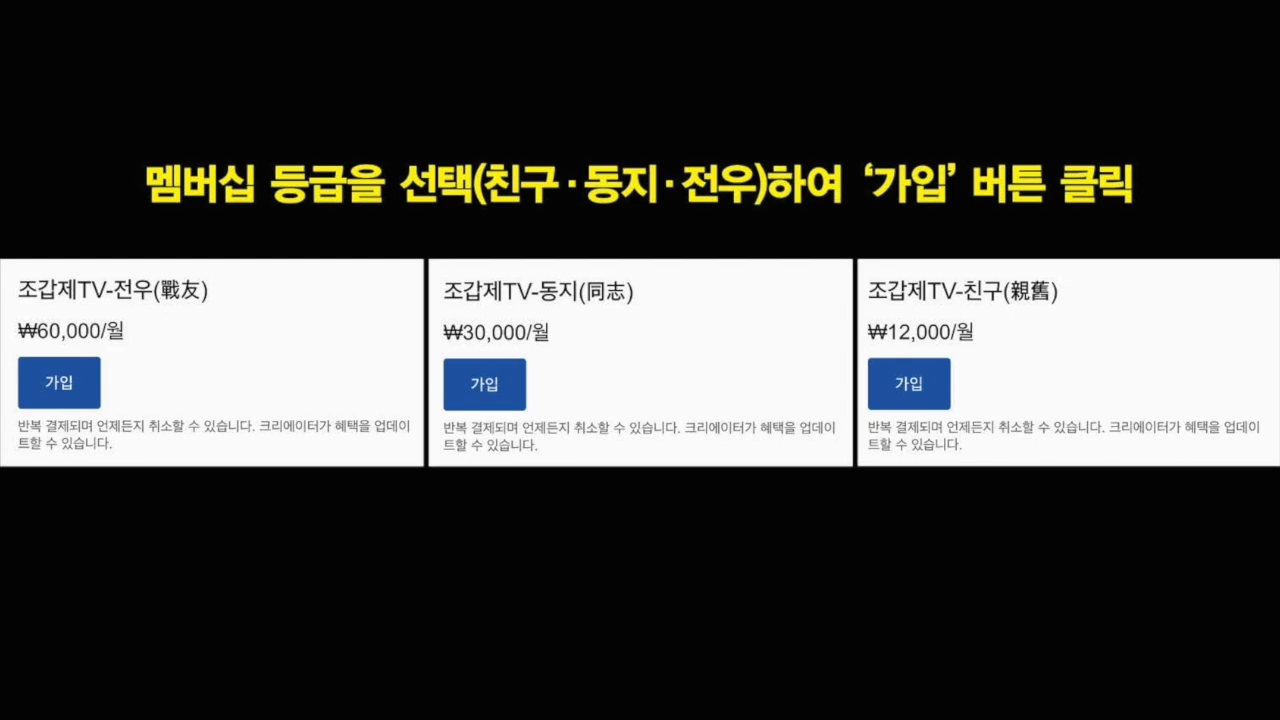 멤버십 등급을 선택(친구·동지·전우)하여 ‘가입’ 버튼 클릭
조갑제TV-전우(戰友)
₩60,000/월
가입
반복 결제되며 언제든지 취소할 수 있습니다. 크리에이터가 혜택을 업데이
트할 수 있습니다.
조갑제TV-동지(同志)
₩30,000/월
가입
반복 결제되며 언제든지 취소할 수 있습니다. 크리에이터가 혜택을 업데이
트할 수 있습니다.
조갑제TV-친구(親舊)
₩12,000/월
가입
반복 결제되며 언제든지 취소할 수 있습니다. 크리에이터가 혜택을 업데이
트할 수 있습니다.